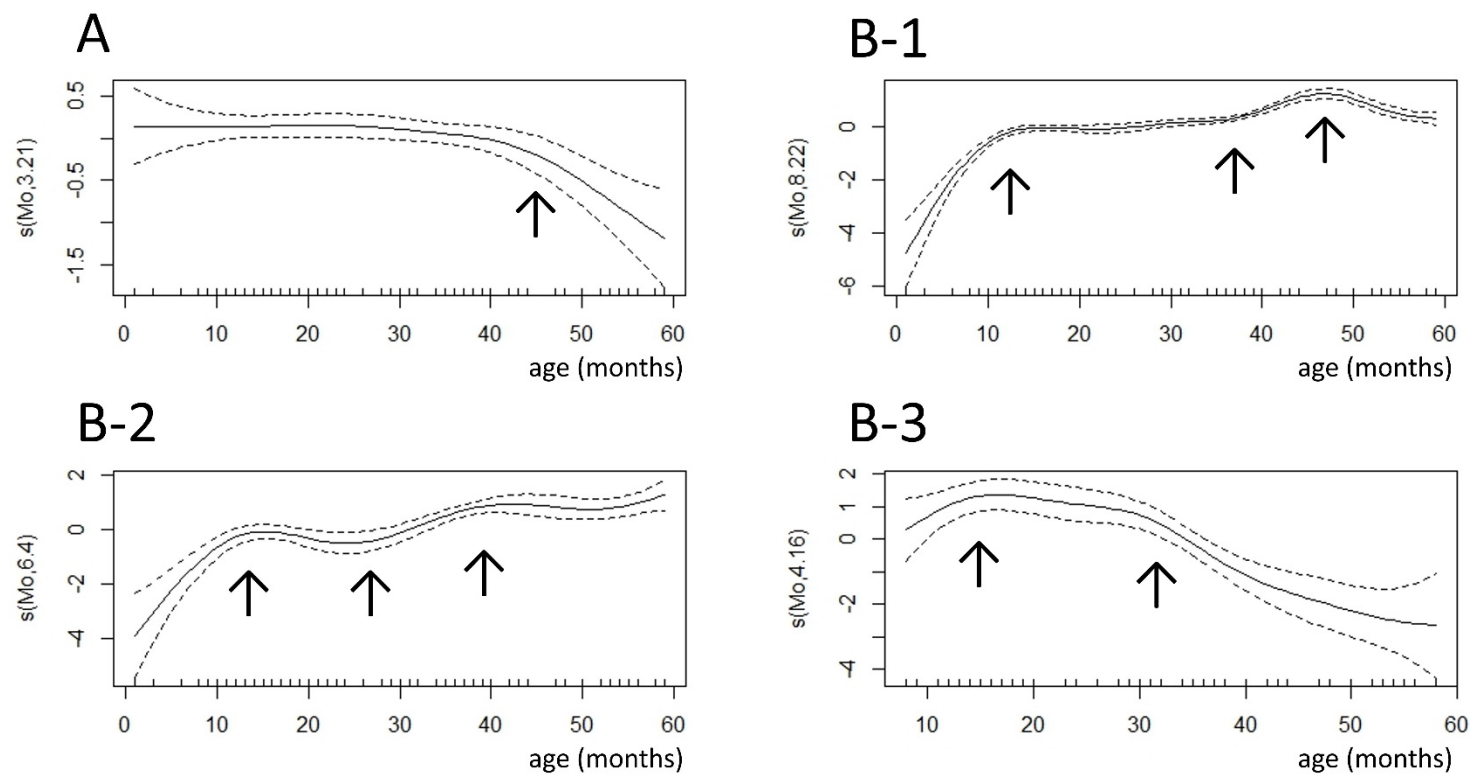 A
s(Mo,3.21)
0.5
-0.5
-1.5
0 10 20 30 40 50 60
age (months)
B-1
s(Mo,8.22)
0
-2
-4
-6
0 10 20 30 40 50 60
age (months)
B-2
s(Mo,6.4)
2
0
-2
-4
0 10 20 30 40 50 60
age (months)
B-3
s(Mo,4.16)
2
1
0
-2
-4
10 20 30 40 50 60
age (months)